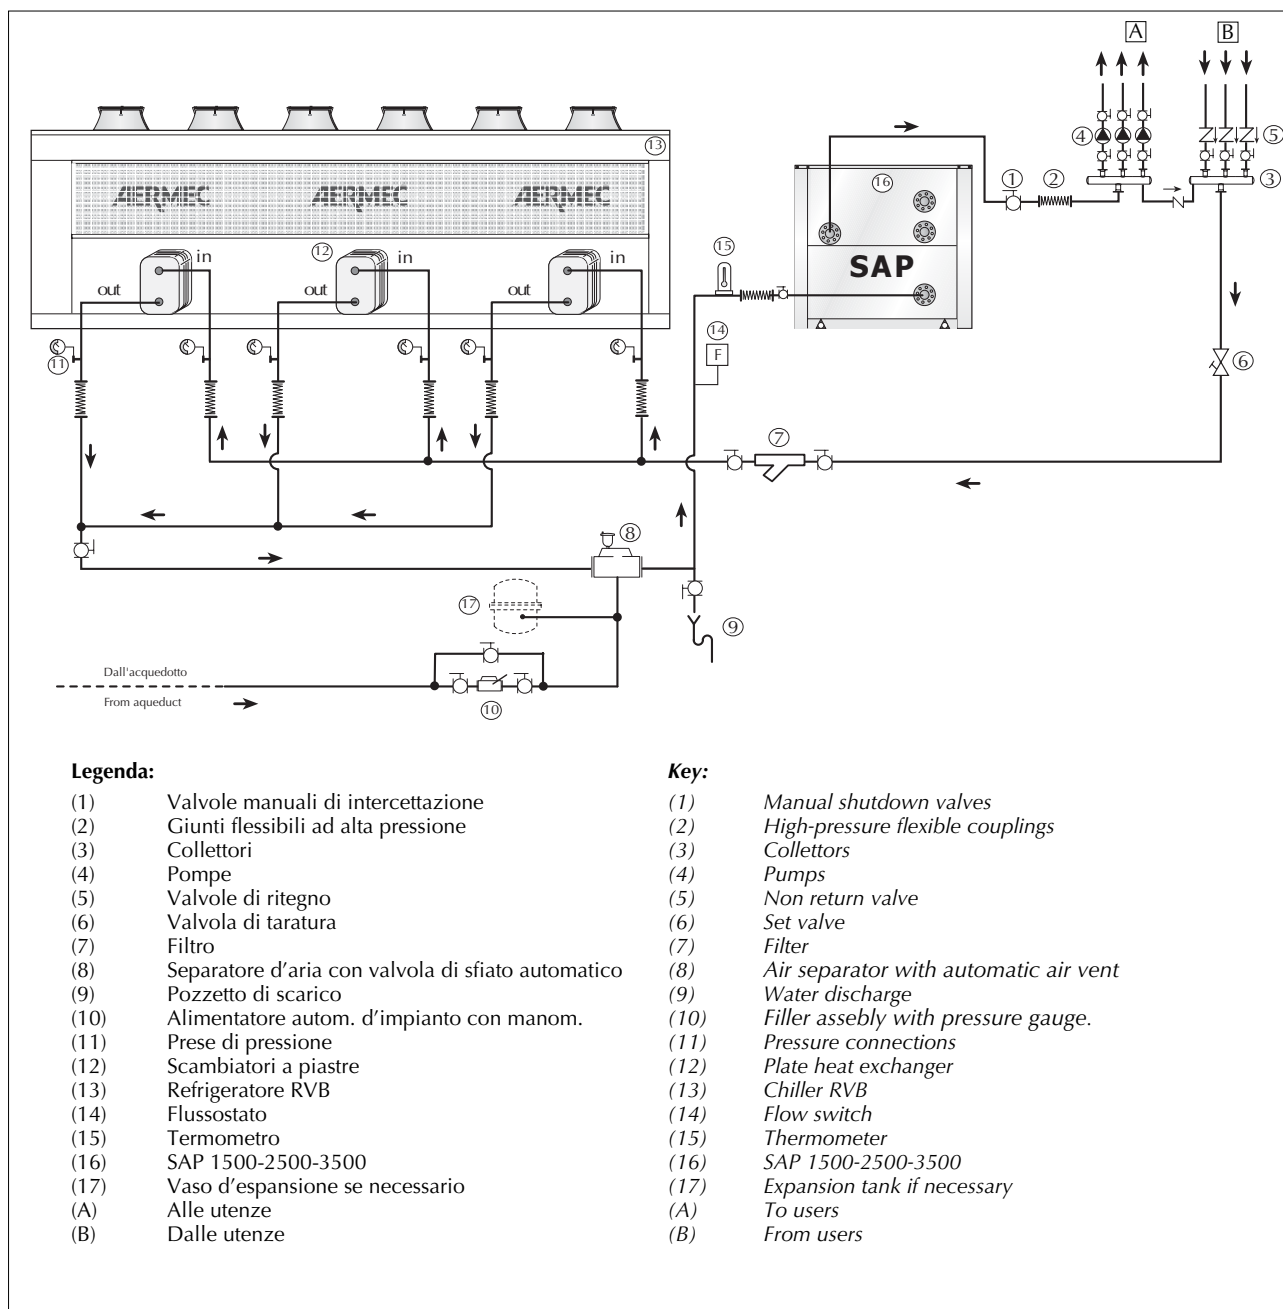 A B
13
4 5
16 1 2 3
AERMEC AERMEC AERMEC
in 12 in in
15
SAP
out out out
14
11 F 6
7
8
17 9
Dall'acquedotto
From aqueduct
10
Legenda:
(1) Valvole manuali di intercettazione
(2) Giunti flessibili ad alta pressione
(3) Collettori
(4) Pompe
(5) Valvole di ritegno
(6) Valvola di taratura
(7) Filtro
(8) Separatore d’aria con valvola di sfiato automatico
(9) Pozzetto di scarico
(10) Alimentatore autom. d’impianto con manom.
(11) Prese di pressione
(12) Scambiatori a piastre
(13) Refrigeratore RVB
(14) Flussostato
(15) Termometro
(16) SAP 1500-2500-3500
(17) Vaso d’espansione se necessario
(A) Alle utenze
(B) Dalle utenze
Key:
(1) Manual shutdown valves
(2) High-pressure flexible couplings
(3) Collettors
(4) Pumps
(5) Non return valve
(6) Set valve
(7) Filter
(8) Air separator with automatic air vent
(9) Water discharge
(10) Filler assebly with pressure gauge.
(11) Pressure connections
(12) Plate heat exchanger
(13) Chiller RVB
(14) Flow switch
(15) Thermometer
(16) SAP 1500-2500-3500
(17) Expansion tank if necessary
(A) To users
(B) From users